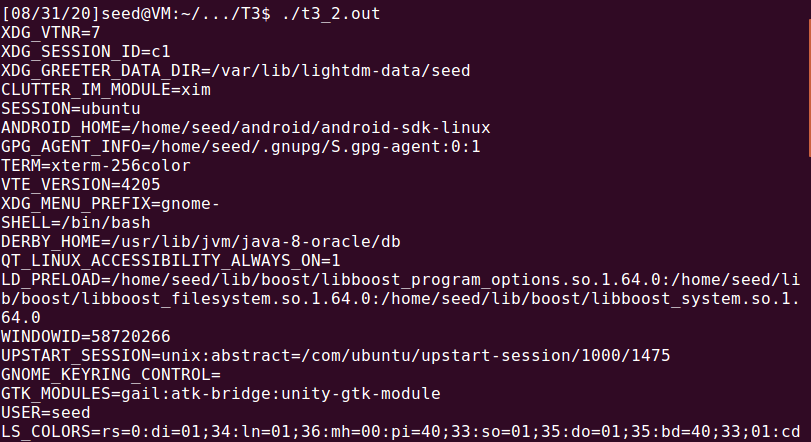 [08/31/20]seed@VM:~/.../T3$ ./t3_2.out
XDG_VTNR=7
XDG_SESSION_ID=c1
XDG_GREETER_DATA_DIR=/var/lib/lightdm-data/seed
CLUTTER_IM_MODULE=xim
SESSION=ubuntu
ANDROID_HOME=/home/seed/android/android-sdk-linux
GPG_AGENT_INFO=/home/seed/.gnupg/S.gpg-agent:0:1
TERM=xterm-256color
VTE_VERSION=4205
XDG_MENU_PREFIX=gnome-
SHELL=/bin/bash
DERBY_HOME=/usr/lib/jvm/java-8-oracle/db
QT_LINUX_ACCESSIBILITY_ALWAYS_ON=1
LD_PRELOAD=/home/seed/lib/boost/libboost_program_options.so.1.64.0:/home/seed/li
b/boost/libboost_filesystem.so.1.64.0:/home/seed/lib/boost/libboost_system.so.1.
64.0
WINDOWID=58720266
UPSTART_SESSION=unix:abstract=/com/ubuntu/upstart-session/1000/1475
GNOME_KEYRING_CONTROL=
GTK_MODULES=gail:atk-bridge:unity-gtk-module
USER=seed
LS_COLORS=rs=0:di=01;34:ln=01;36:mh=00:pi=40;33:so=01;35:do=01;35:bd=40;33;01:cd